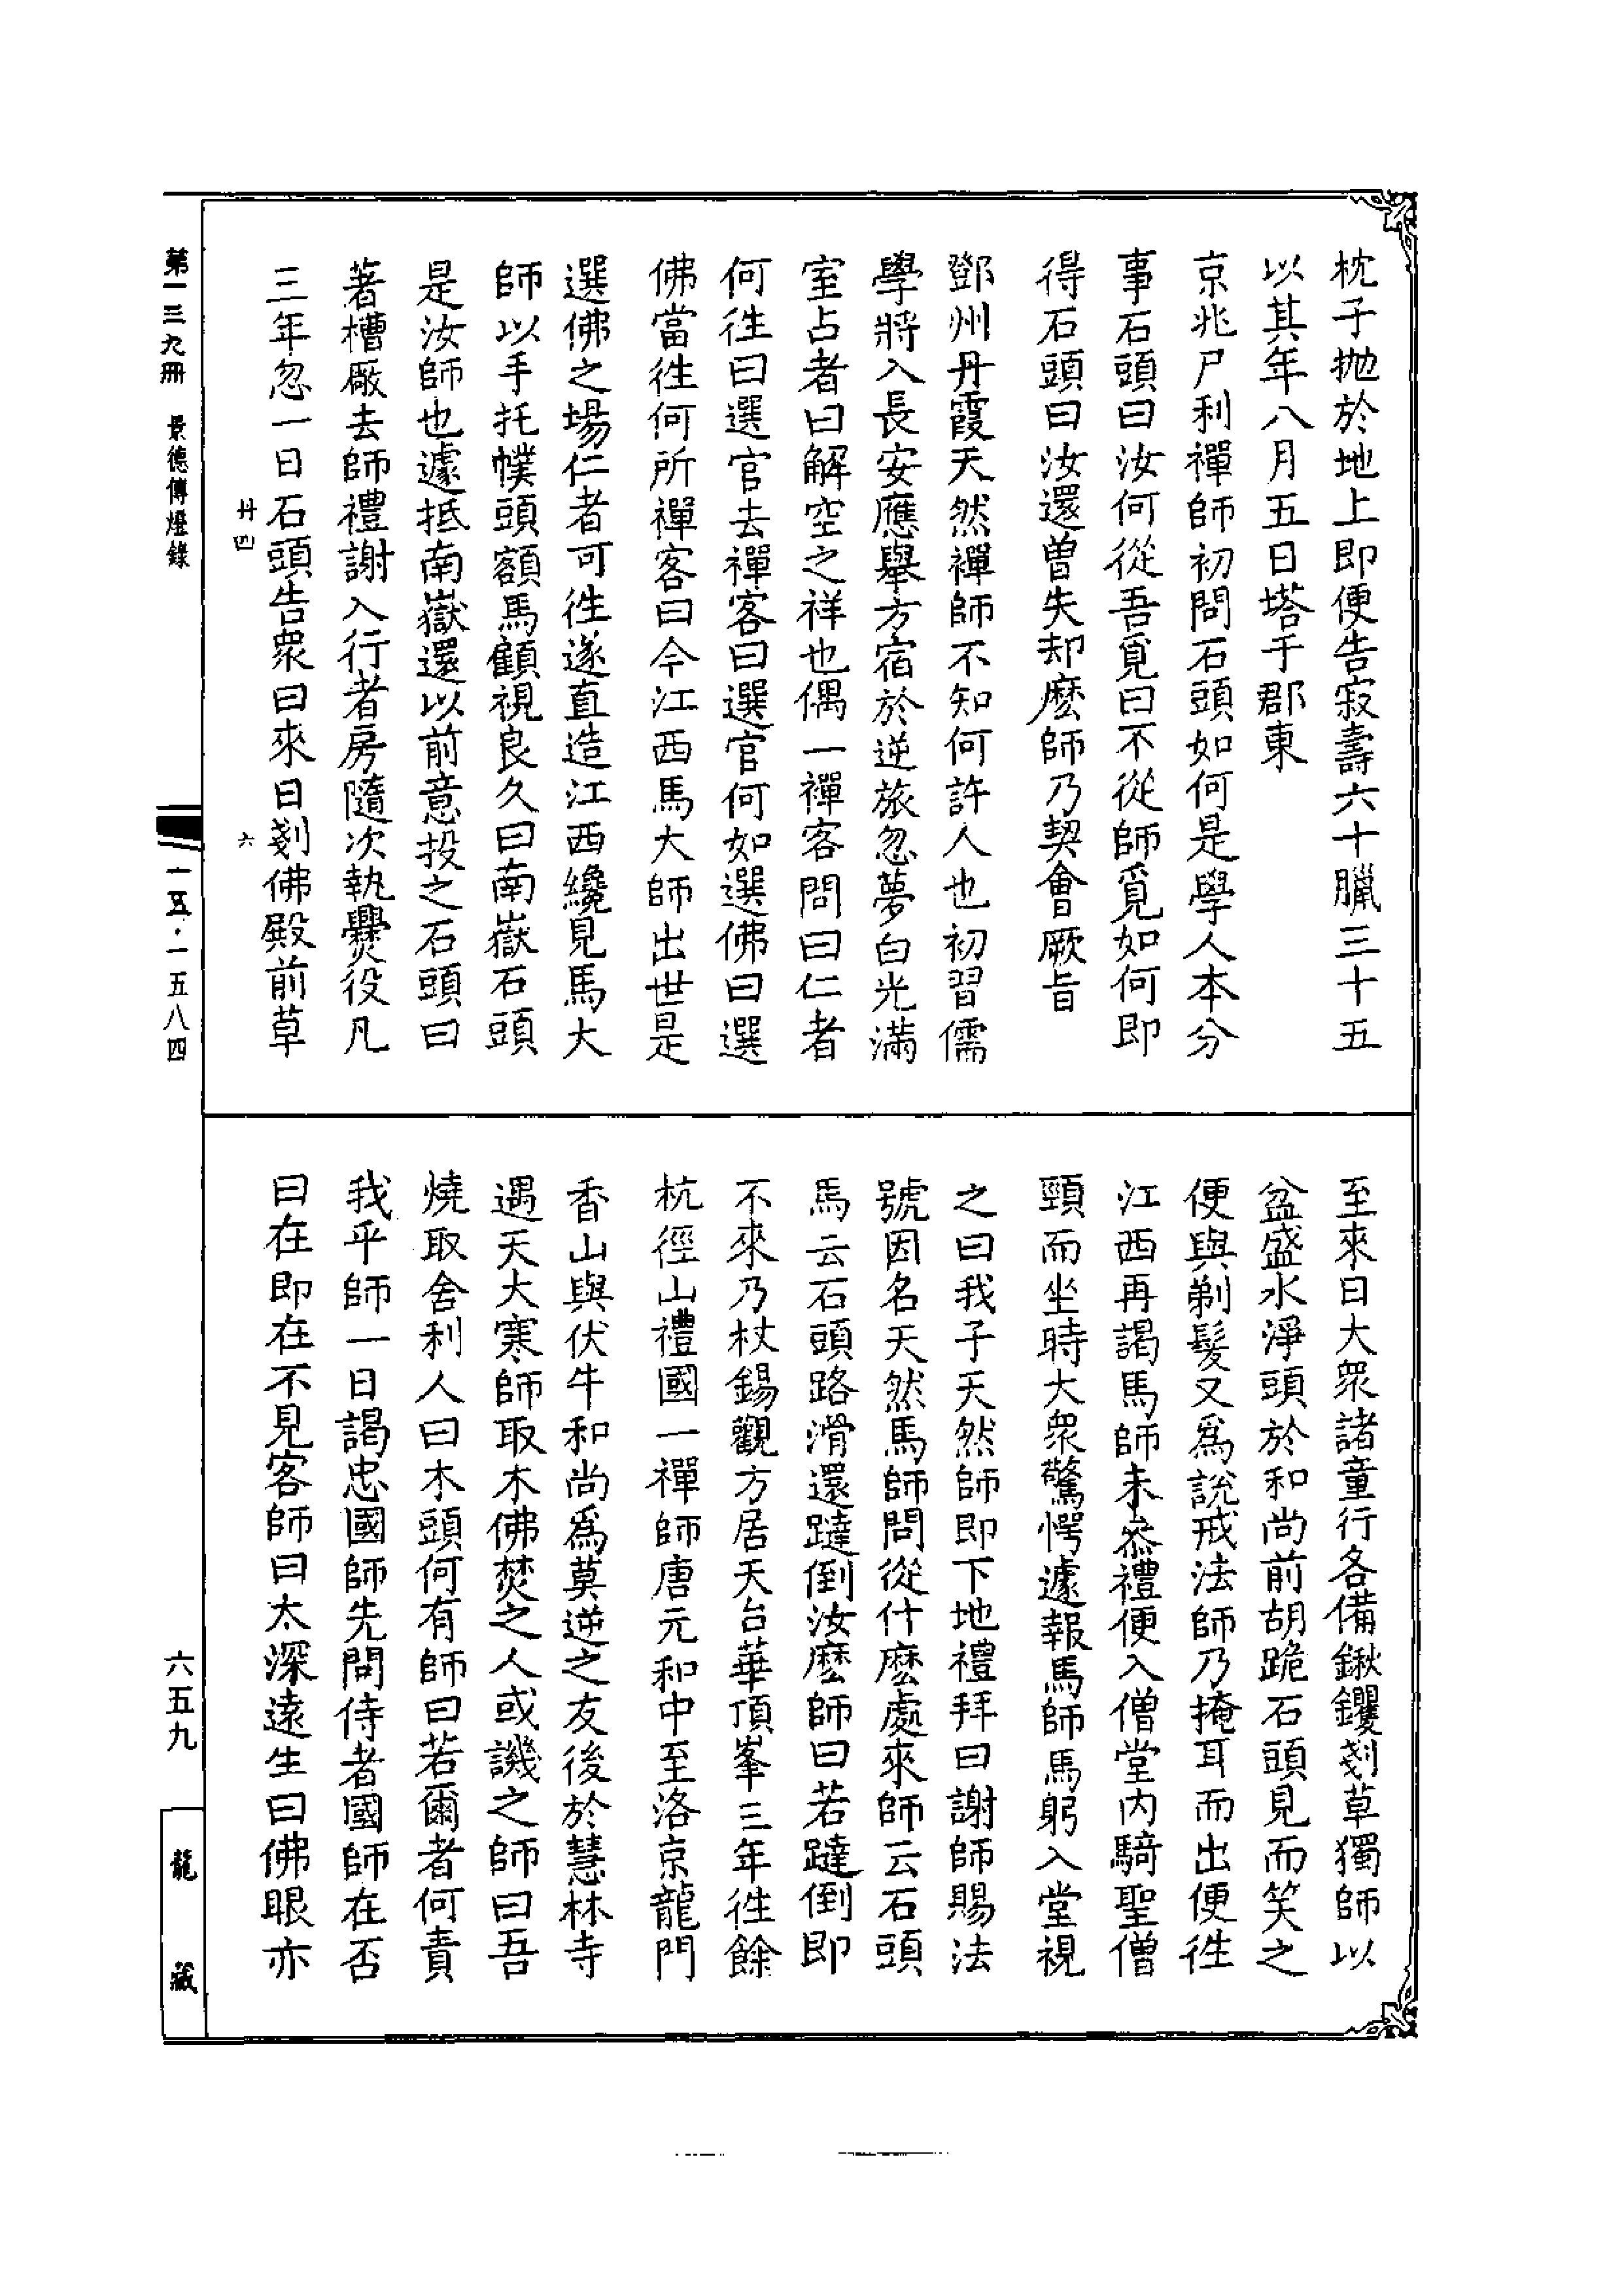 枕子抛於地上即便告寂壽六十臘三十五
以其年八月五日塔于郡東
京兆尸利禪師初問石頭如何是學人本分
事石頭曰汝何從吾覓曰不從師覓如何即
得石頭曰汝還曾失却麽師乃契會厥旨
鄧州丹霞天然禪師不知何許人也初習儒
學將入長安應舉方宿於逆旅忽夢白光滿
室占者曰解空之祥也偶一禪客問曰仁者
何徃曰選官去禪客曰選官何如選佛曰選
佛當徃何所禪客曰今江西馬大師出世是
選佛之場仁者可徃遂直造江西纔見馬大
師以手托幞頭額馬顧視良久曰南嶽石頭
是汝師也遽抵南嶽還以前意投之石頭曰
著槽廠去師禮謝入行者房隨次執爨役凡
三年忽一日石頭告衆曰來日剗佛殿前草
至來日大衆諸童行各備鍬钁剗草獨師以
盆盛水淨頭於和尚前胡跪石頭見而笑之
便與剃髮又爲說戒法師乃掩耳而出便徃
江西再謁馬師未叅禮便入僧堂内騎聖僧
頸而坐時大衆驚愕遽報馬師馬躬入堂視
之曰我子天然師即下地禮拜曰謝師賜法
號因名天然馬師問從什麽處來師云石頭
馬云石頭路滑還躂倒汝麽師曰若躂倒即
不來乃杖錫觀方居天台華頂峯三年徃餘
杭徑山禮國一禪師唐元和中至洛京龍門
香山與伏牛和尚爲莫逆之友後於慧林寺
遇天大寒師取木佛焚之人或譏之師曰吾
燒取舍利人曰木頭何有師曰若爾者何責
我乎師一日謁忠國師先問侍者國師在否
曰在即在不見客師曰太深遠生曰佛眼亦
廾四
六
第一三九冊 景德傳燈錄
一五·一五八四
六五九
龍藏